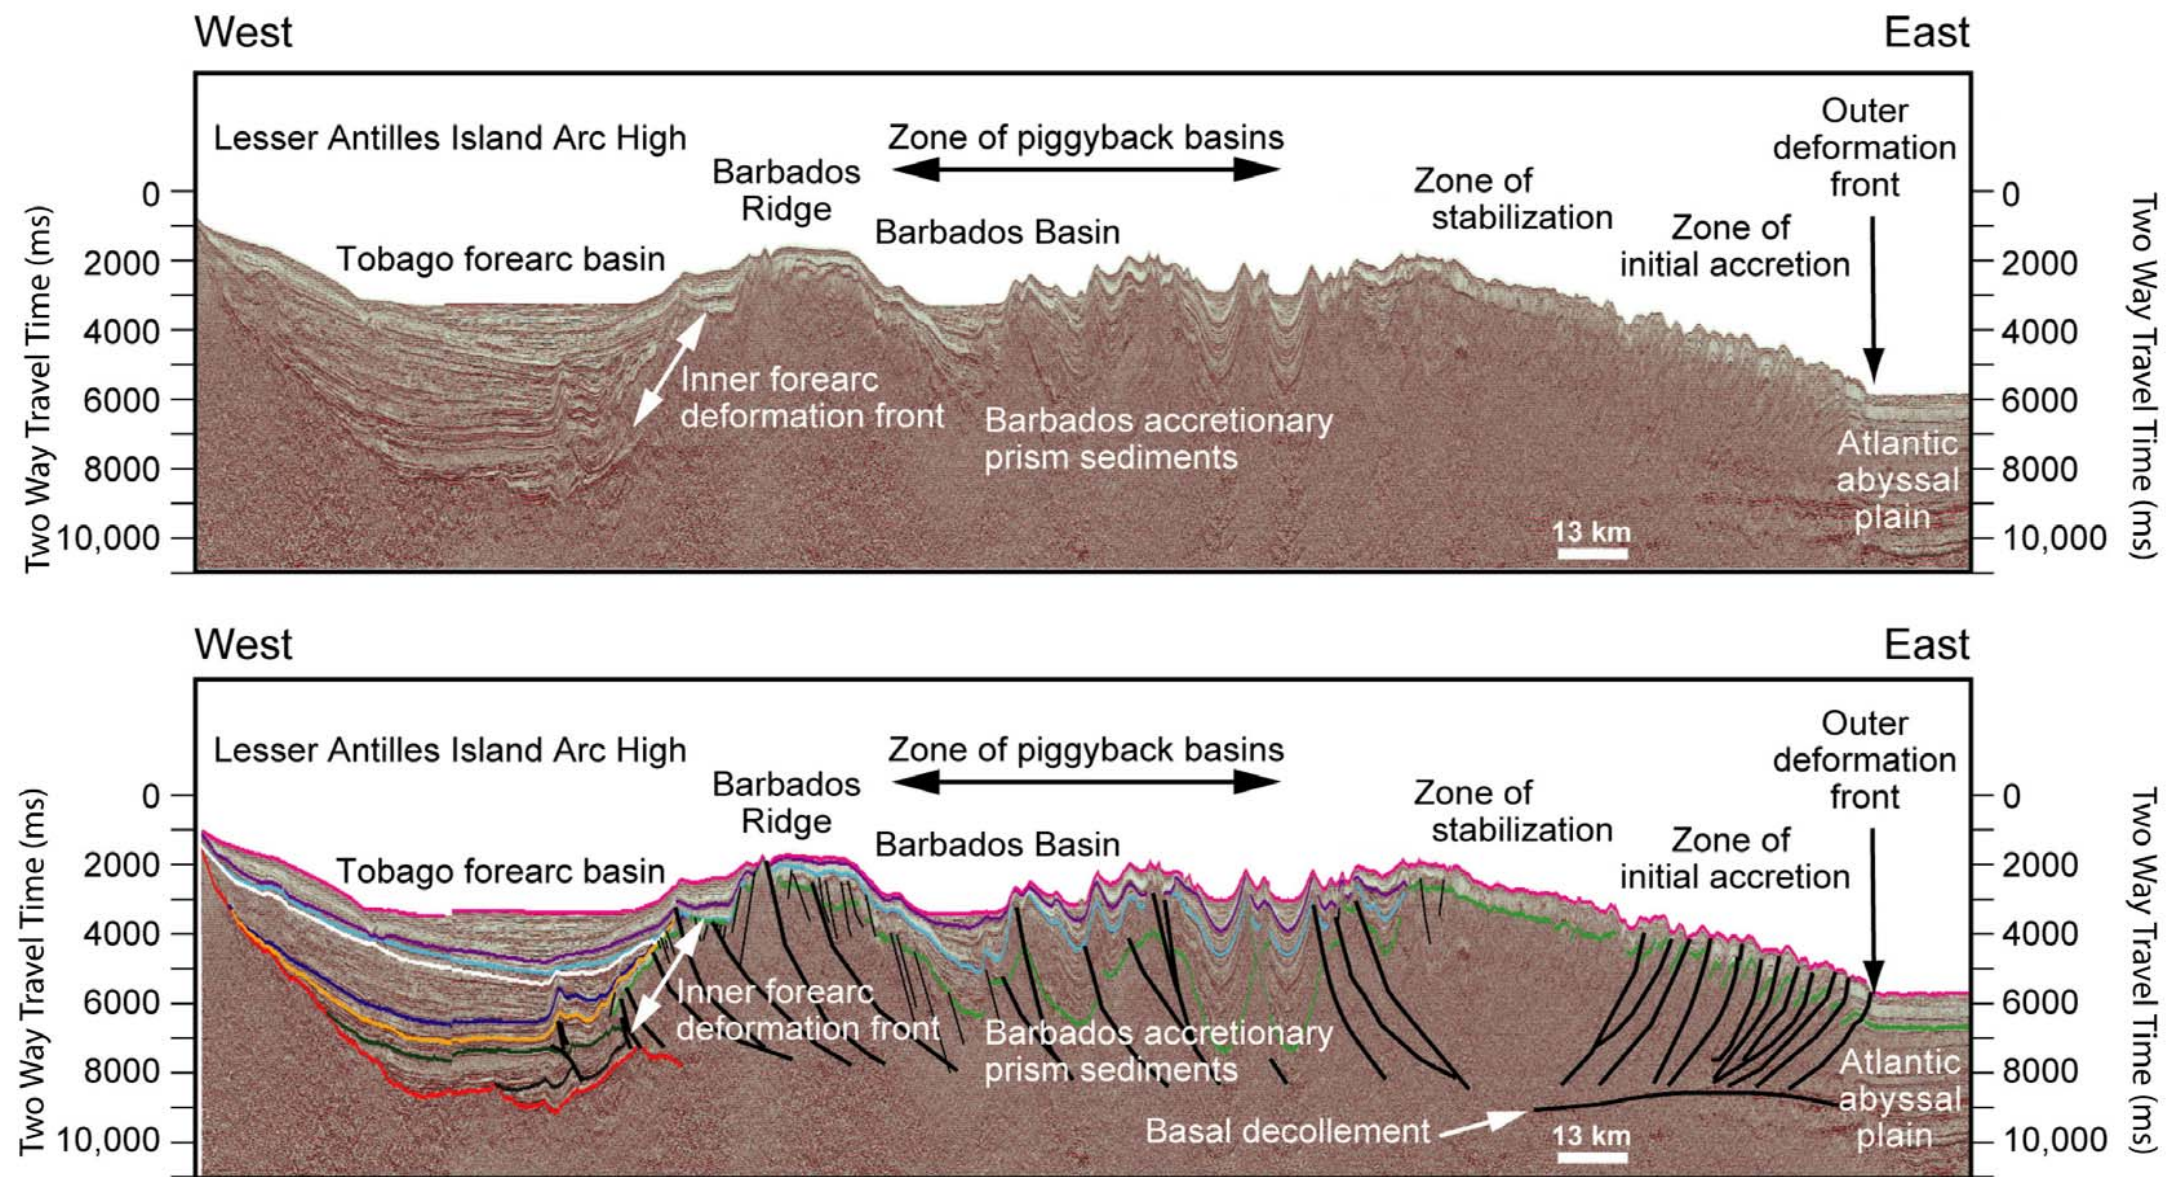 West
East
Lesser Antilles Island Arc High
Zone of piggyback basins
Outer
deformation
front
Barbados
Ridge
Zone of
stabilization
Barbados Basin
Zone of
initial accretion
Tobago forearc basin
Inner forearc
deformation front
Barbados accretionary
prism sediments
Atlantic
abyssal
plain
13 km
Two Way Travel Time (ms)
0
2000
4000
6000
8000
10,000
0
2000
4000
6000
8000
10,000
Two Way Travel Time (ms)
West
East
Lesser Antilles Island Arc High
Zone of piggyback basins
Outer
deformation
front
Barbados
Ridge
Zone of
stabilization
Barbados Basin
Zone of
initial accretion
Tobago forearc basin
Inner forearc
deformation front
Barbados accretionary
prism sediments
Atlantic
abyssal
plain
Basal decollement
13 km
Two Way Travel Time (ms)
0
2000
4000
6000
8000
10,000
0
2000
4000
6000
8000
10,000
Two Way Travel Time (ms)